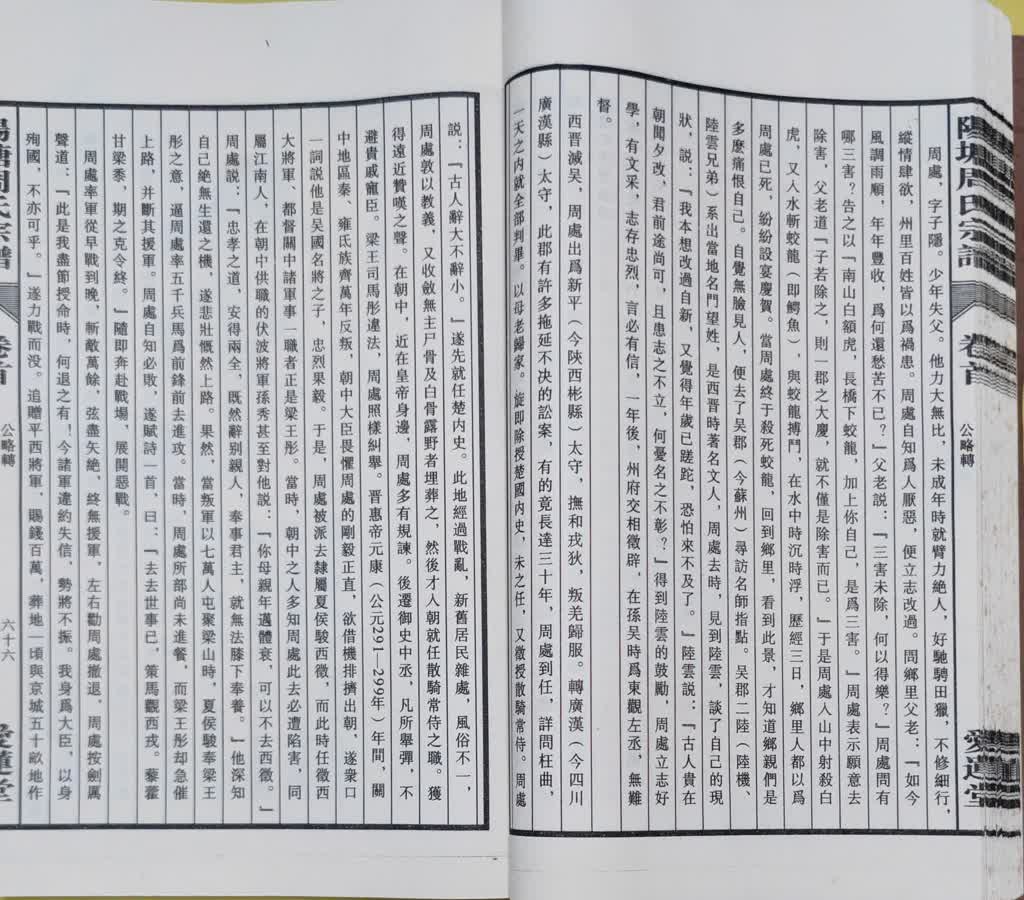 陽塘周氏宗譜
卷首
公略轉
愛蓮堂
周處，字子隱。少年失父。他力大無比，未成年時就臂力絶人，好馳騁田獵，不修細行，
縱情肆欲，州里百姓皆以爲禍患。周處自知爲人厭惡，便立志改過。問鄉里父老：「如今
風調雨順，年年豐收，爲何還愁苦不已？」父老説：「三害未除，何以得樂？」周處問有
哪三害？告之以「南山白額虎，長橋下蛟龍，加上你自己，是爲三害。」周處表示願意去
除害，父老道「子若除之，則一郡之大慶，就不僅是除害而已。」于是周處入山中射殺白
虎，又入水斬蛟龍（即鰐魚），與蛟龍搏鬥，在水中時沉時浮，歷經三日，鄉里人都以爲
周處已死，紛紛設宴慶賀。當周處終于殺死蛟龍，回到鄉里，看到此景，才知道鄉親們是
多麽痛恨自己。自覺無臉見人，便去了吴郡（今蘇州）尋訪名師指點。吴郡二陸（陸機、
陸雲兄弟）系出當地名門望姓，是西晋時著名文人，周處去時，見到陸雲，談了自己的現
狀，説：「我本想改過自新，又覺得年歲已蹉跎，恐怕來不及了。」陸雲説：「古人貴在
朝聞夕改，君前途尚可，且患志之不立，何憂名之不彰？」得到陸雲的鼓勵，周處立志好
學，有文采，志存忠烈，言必有信，一年後，州府交相徵辟，在孫吴時爲東觀左丞，無難
督。
西晋滅吴，周處出爲新平（今陝西彬縣）太守，撫和戎狄，叛羌歸服。轉廣漢（今四川
廣漢縣）太守，此郡有許多拖延不决的訟案，有的竟長達三十年，周處到任，詳問枉曲，
一天之内就全部判畢。以母老歸家。旋即除授楚國内史，未之任，又徵授散騎常侍。周處
説：「古人辭大不辭小。」遂先就任楚内史。此地經過戰亂，新舊居民雜處，風俗不一，
周處敦以教義，又收斂無主尸骨及白骨露野者埋葬之，然後才入朝就任散騎常侍之職。獲
得遠近贊嘆之聲。在朝中，近在皇帝身邊，周處多有規諫。後遷御史中丞，凡所舉彈，不
避貴戚寵臣。梁王司馬彤違法，周處照樣糾舉。晋惠帝元康（公元291—299年）年間，關
中地區秦、雍氐族齊萬年反叛，朝中大臣畏懼周處的剛毅正直，欲借機排擠出朝，遂衆口
一詞説他是吴國名將之子，忠烈果毅。于是，周處被派去隸屬夏侯駿西徵，而此時任徵西
大將軍、都督關中諸軍事一職者正是梁王彤。當時，朝中之人多知周處此去必遭陷害，同
屬江南人，在朝中供職的伏波將軍孫秀甚至對他説：「你母親年邁體衰，可以不去西徵。」
周處説：「忠孝之道，安得兩全，既然辭别親人，奉事君主，就無法膝下奉養。」他深知
自己絶無生還之機，遂悲壯慨然上路。果然，當叛軍以七萬人屯聚梁山時，夏侯駿奉梁王
彤之意，逼周處率五千兵馬爲前鋒前去進攻。當時，周處所部尚未進餐，而梁王彤却急催
上路，并斷其援軍。周處自知必敗，遂賦詩一首，曰：「去去世事已，策馬觀西戎。藜藿
甘粱黍，期之克令終。」隨即奔赴戰場，展開惡戰。
周處率軍從早戰到晚，斬敵萬餘，弦盡矢絶，終無援軍，左右勸周處撤退，周處按劍厲
聲道：「此是我盡節授命時，何退之有！今諸軍違約失信，勢將不振。我身爲大臣，以身
殉國，不亦可乎。」遂力戰而没。追贈平西將軍，賜錢百萬，葬地一頃與京城五十畝地作
陽塘周氏宗譜
卷首
公略轉
六十六
愛蓮堂